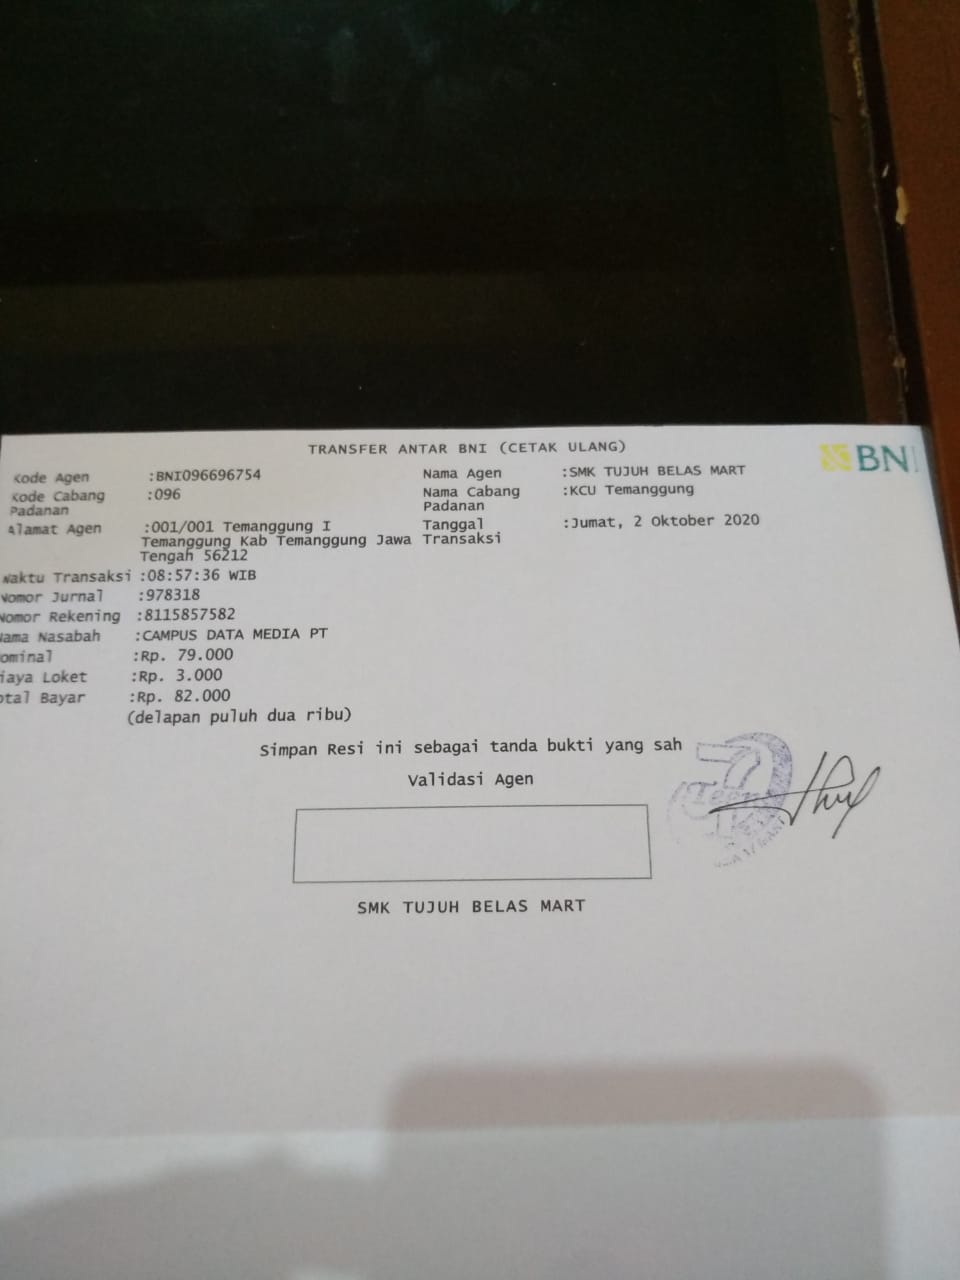 TRANSFER ANTAR BNI (CETAK ULANG)
BNI
Kode Agen :BNI096696754 Nama Agen :SMK TUJUH BELAS MART
Kode Cabang Padanan :096 Nama Cabang Padanan :KCU Temanggung
Alamat Agen :001/001 Temanggung I Tanggal Transaksi :Jumat, 2 Oktober 2020
Temanggung Kab Temanggung Jawa
Tengah 56212
Waktu Transaksi :08:57:36 WIB
Nomor Jurnal :978318
Nomor Rekening :8115857582
Nama Nasabah :CAMPUS DATA MEDIA PT
ominal :Rp. 79.000
iaya Loket :Rp. 3.000
otal Bayar :Rp. 82.000
(delapan puluh dua ribu)
Simpan Resi ini sebagai tanda bukti yang sah
Validasi Agen
SMK TUJUH BELAS MART